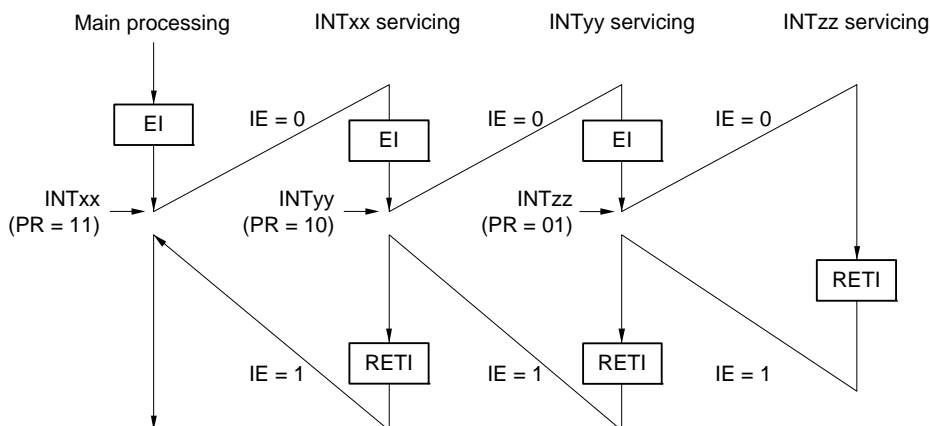 Main processing
INTxx servicing
INTyy servicing
INTzz servicing
EI
IE = 0
EI
IE = 0
EI
IE = 0
INTxx
(PR = 11)
INTyy
(PR = 10)
INTzz
(PR = 01)
RETI
IE = 1
RETI
IE = 1
RETI
IE = 1